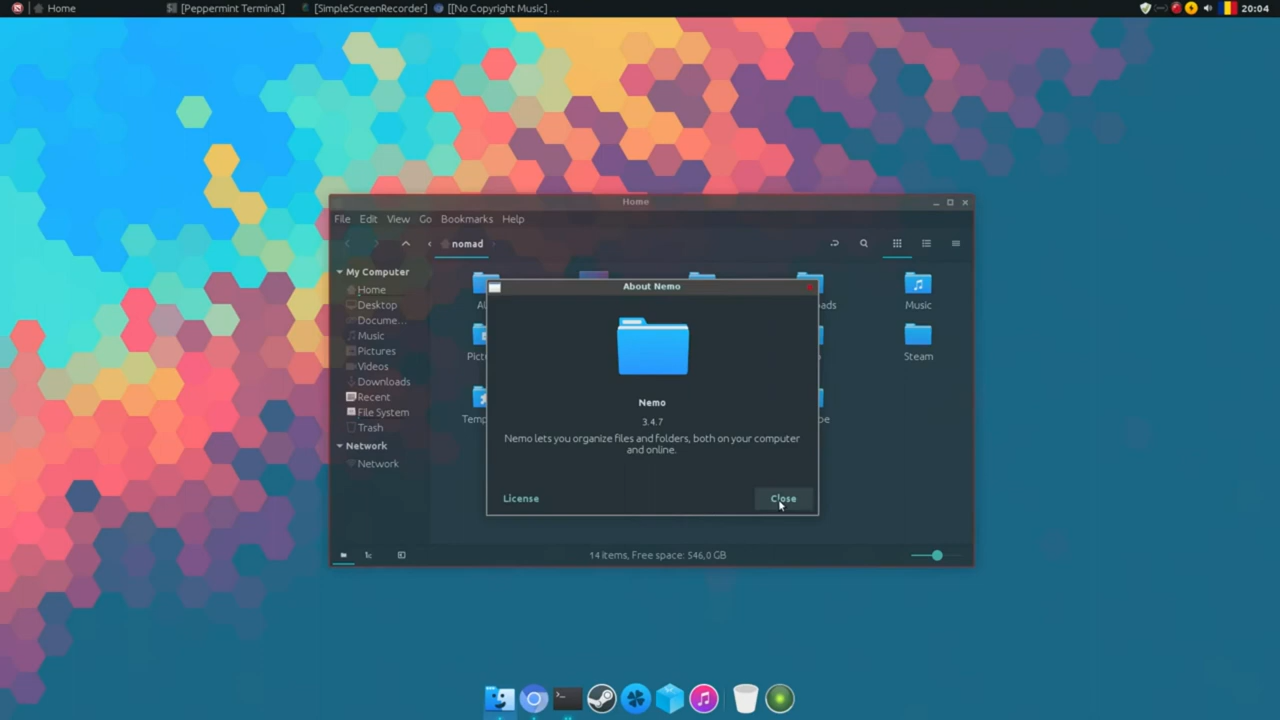 Home
[Peppermint Terminal]
[SimpleScreenRecorder]
[[No Copyright Music] ...
20:04
Home
File Edit View Go Bookmarks Help
nomad
My Computer
Home
Desktop
Docume...
Music
Pictures
Videos
Downloads
Recent
File System
Trash
Network
Network
Music
Steam
About Nemo
Nemo
3.4.7
Nemo lets you organize files and folders, both on your computer
and online.
License
Close
14 items, Free space: 546,0 GB